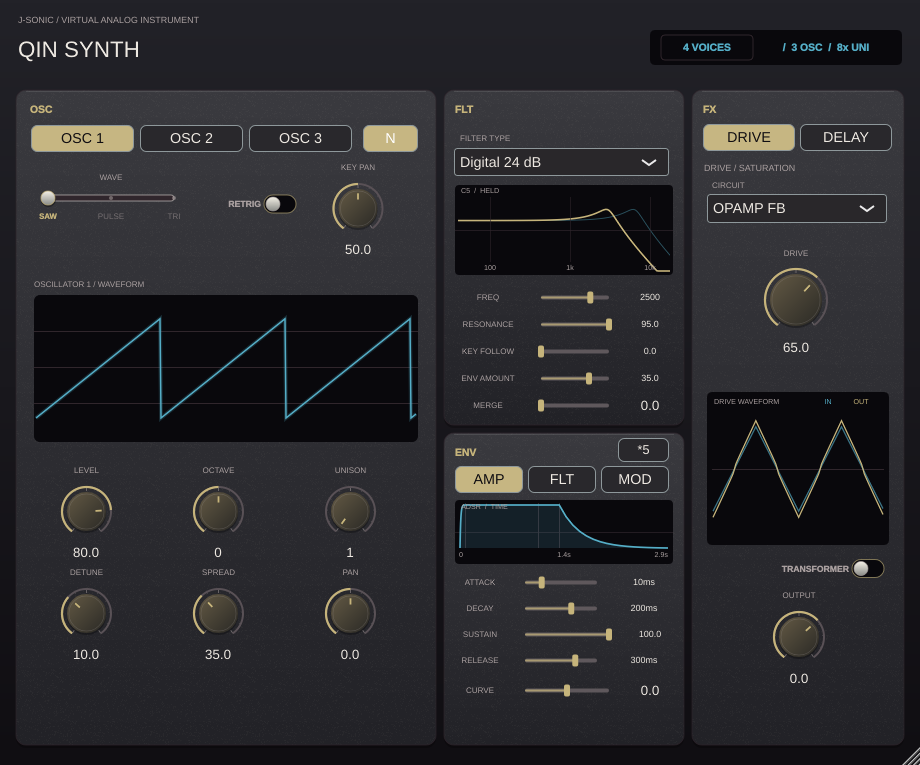 J-SONIC / VIRTUAL ANALOG INSTRUMENT
QIN SYNTH
4 VOICES / 3 OSC / 8x UNI
OSC
OSC 1 OSC 2 OSC 3 N
WAVE
SAW PULSE TRI
RETRIG
KEY PAN
50.0
OSCILLATOR 1 / WAVEFORM
LEVEL OCTAVE UNISON
80.0 0 1
DETUNE SPREAD PAN
10.0 35.0 0.0
FLT
FILTER TYPE
Digital 24 dB
C5 / HELD
100 1k 10k
FREQ 2500
RESONANCE 95.0
KEY FOLLOW 0.0
ENV AMOUNT 35.0
MERGE 0.0
ENV *5
AMP FLT MOD
ADSR / TIME
0 1.4s 2.9s
ATTACK 10ms
DECAY 200ms
SUSTAIN 100.0
RELEASE 300ms
CURVE 0.0
FX
DRIVE DELAY
DRIVE / SATURATION
CIRCUIT
OPAMP FB
DRIVE
65.0
DRIVE WAVEFORM IN OUT
TRANSFORMER
OUTPUT
0.0